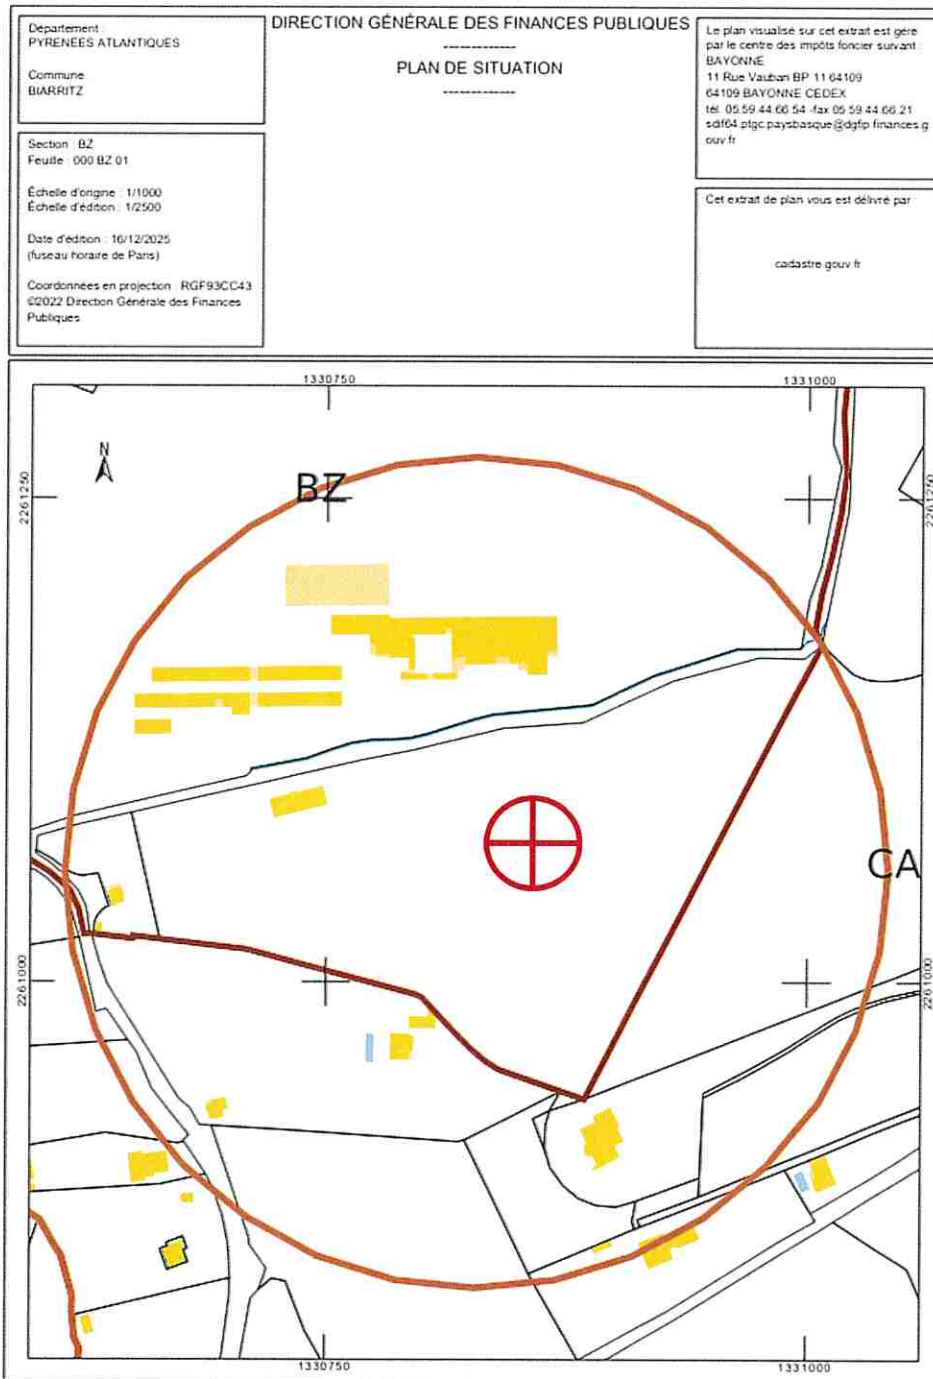 Département :
PYRENEES ATLANTIQUES
Commune :
BIARRITZ
Section : BZ
Feuille : 000 BZ 01
Échelle d'origine : 1/1000
Échelle d'édition : 1/2500
Date d'édition : 16/12/2025
(fuseau horaire de Paris)
Coordonnées en projection : RGF93CC43
©2022 Direction Générale des Finances
Publiques
DIRECTION GÉNÉRALE DES FINANCES PUBLIQUES
-------------
PLAN DE SITUATION
-------------
Le plan visualisé sur cet extrait est géré
par le centre des impôts foncier suivant :
BAYONNE
11 Rue Vauban BP 11 64109
64109 BAYONNE CEDEX
tél. 05.59.44.66.54 -fax 05.59.44.66.21
sdif64.ptgc.paysbasque@dgfip.finances.g
ouv.fr
Cet extrait de plan vous est délivré par :
cadastre.gouv.fr
1330750
1331000
N
BZ
2261250
2261250
CA
2261000
2261000
1330750
1331000